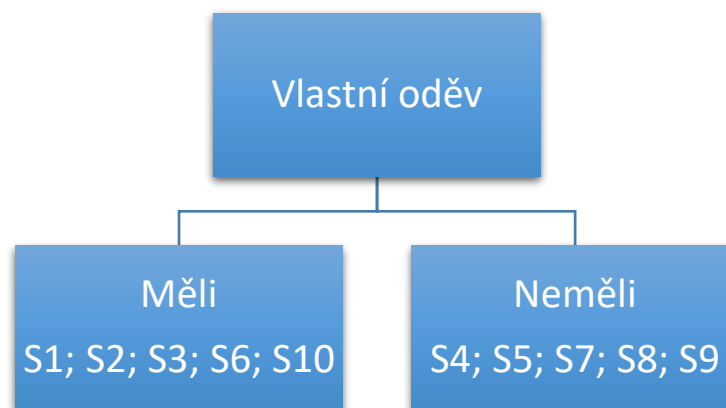 Vlastní oděv
Měli
S1; S2; S3; S6; S10
Neměli
S4; S5; S7; S8; S9